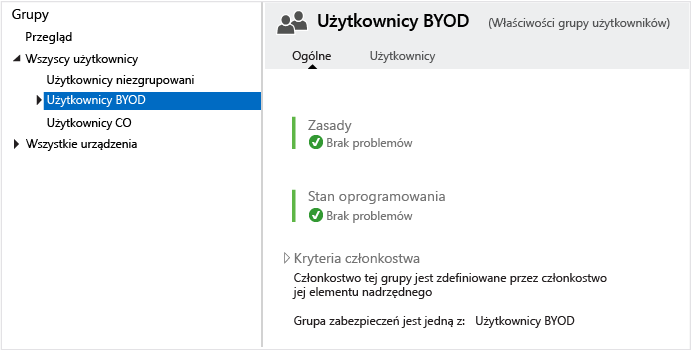 Grupy
Przegląd
Wszyscy użytkownicy
Użytkownicy niezgrupowani
Użytkownicy BYOD
Użytkownicy CO
Wszystkie urządzenia
Użytkownicy BYOD (Właściwości grupy użytkowników)
Ogólne Użytkownicy
Zasady
Brak problemów
Stan oprogramowania
Brak problemów
Kryteria członkostwa
Członkostwo tej grupy jest zdefiniowane przez członkostwo
jej elementu nadrzędnego
Grupa zabezpieczeń jest jedną z: Użytkownicy BYOD